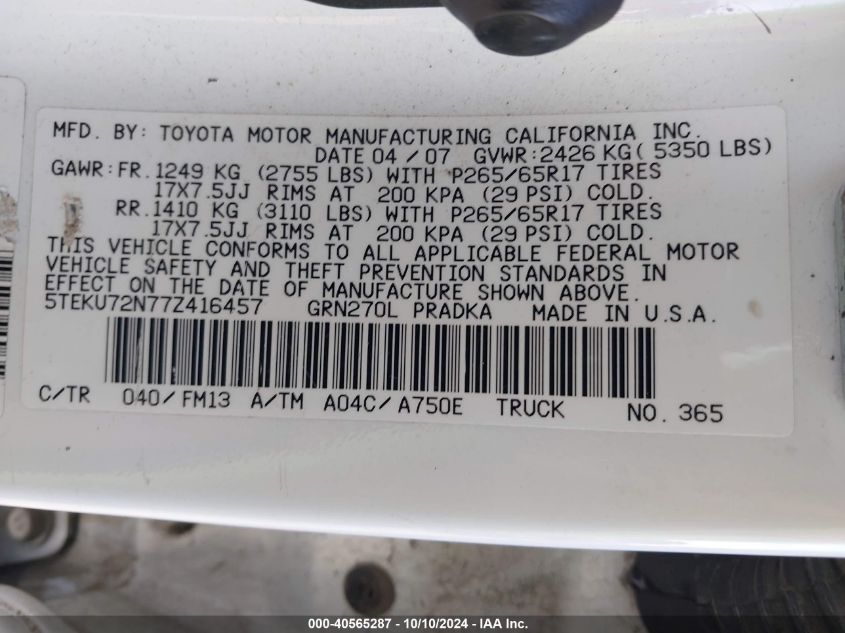 MFD. BY: TOYOTA MOTOR MANUFACTURING CALIFORNIA INC.
DATE 04/07 GVWR:2426 KG( 5350 LBS)
GAWR:FR.1249 KG (2755 LBS) WITH P265/65R17 TIRES
17X7.5JJ RIMS AT 200 KPA (29 PSI) COLD.
RR.1410 KG (3110 LBS) WITH P265/65R17 TIRES
17X7.5JJ RIMS AT 200 KPA (29 PSI) COLD.
THIS VEHICLE CONFORMS TO ALL APPLICABLE FEDERAL MOTOR
VEHICLE SAFETY AND THEFT PREVENTION STANDARDS IN
EFFECT ON THE DATE OF MANUFACTURE SHOWN ABOVE.
5TEKU72N77Z416457 GRN270L PRADKA MADE IN U.S.A.
C/TR 040/FM13 A/TM A04C/A750E TRUCK NO. 365
000-40565287 - 10/10/2024 - IAA Inc.